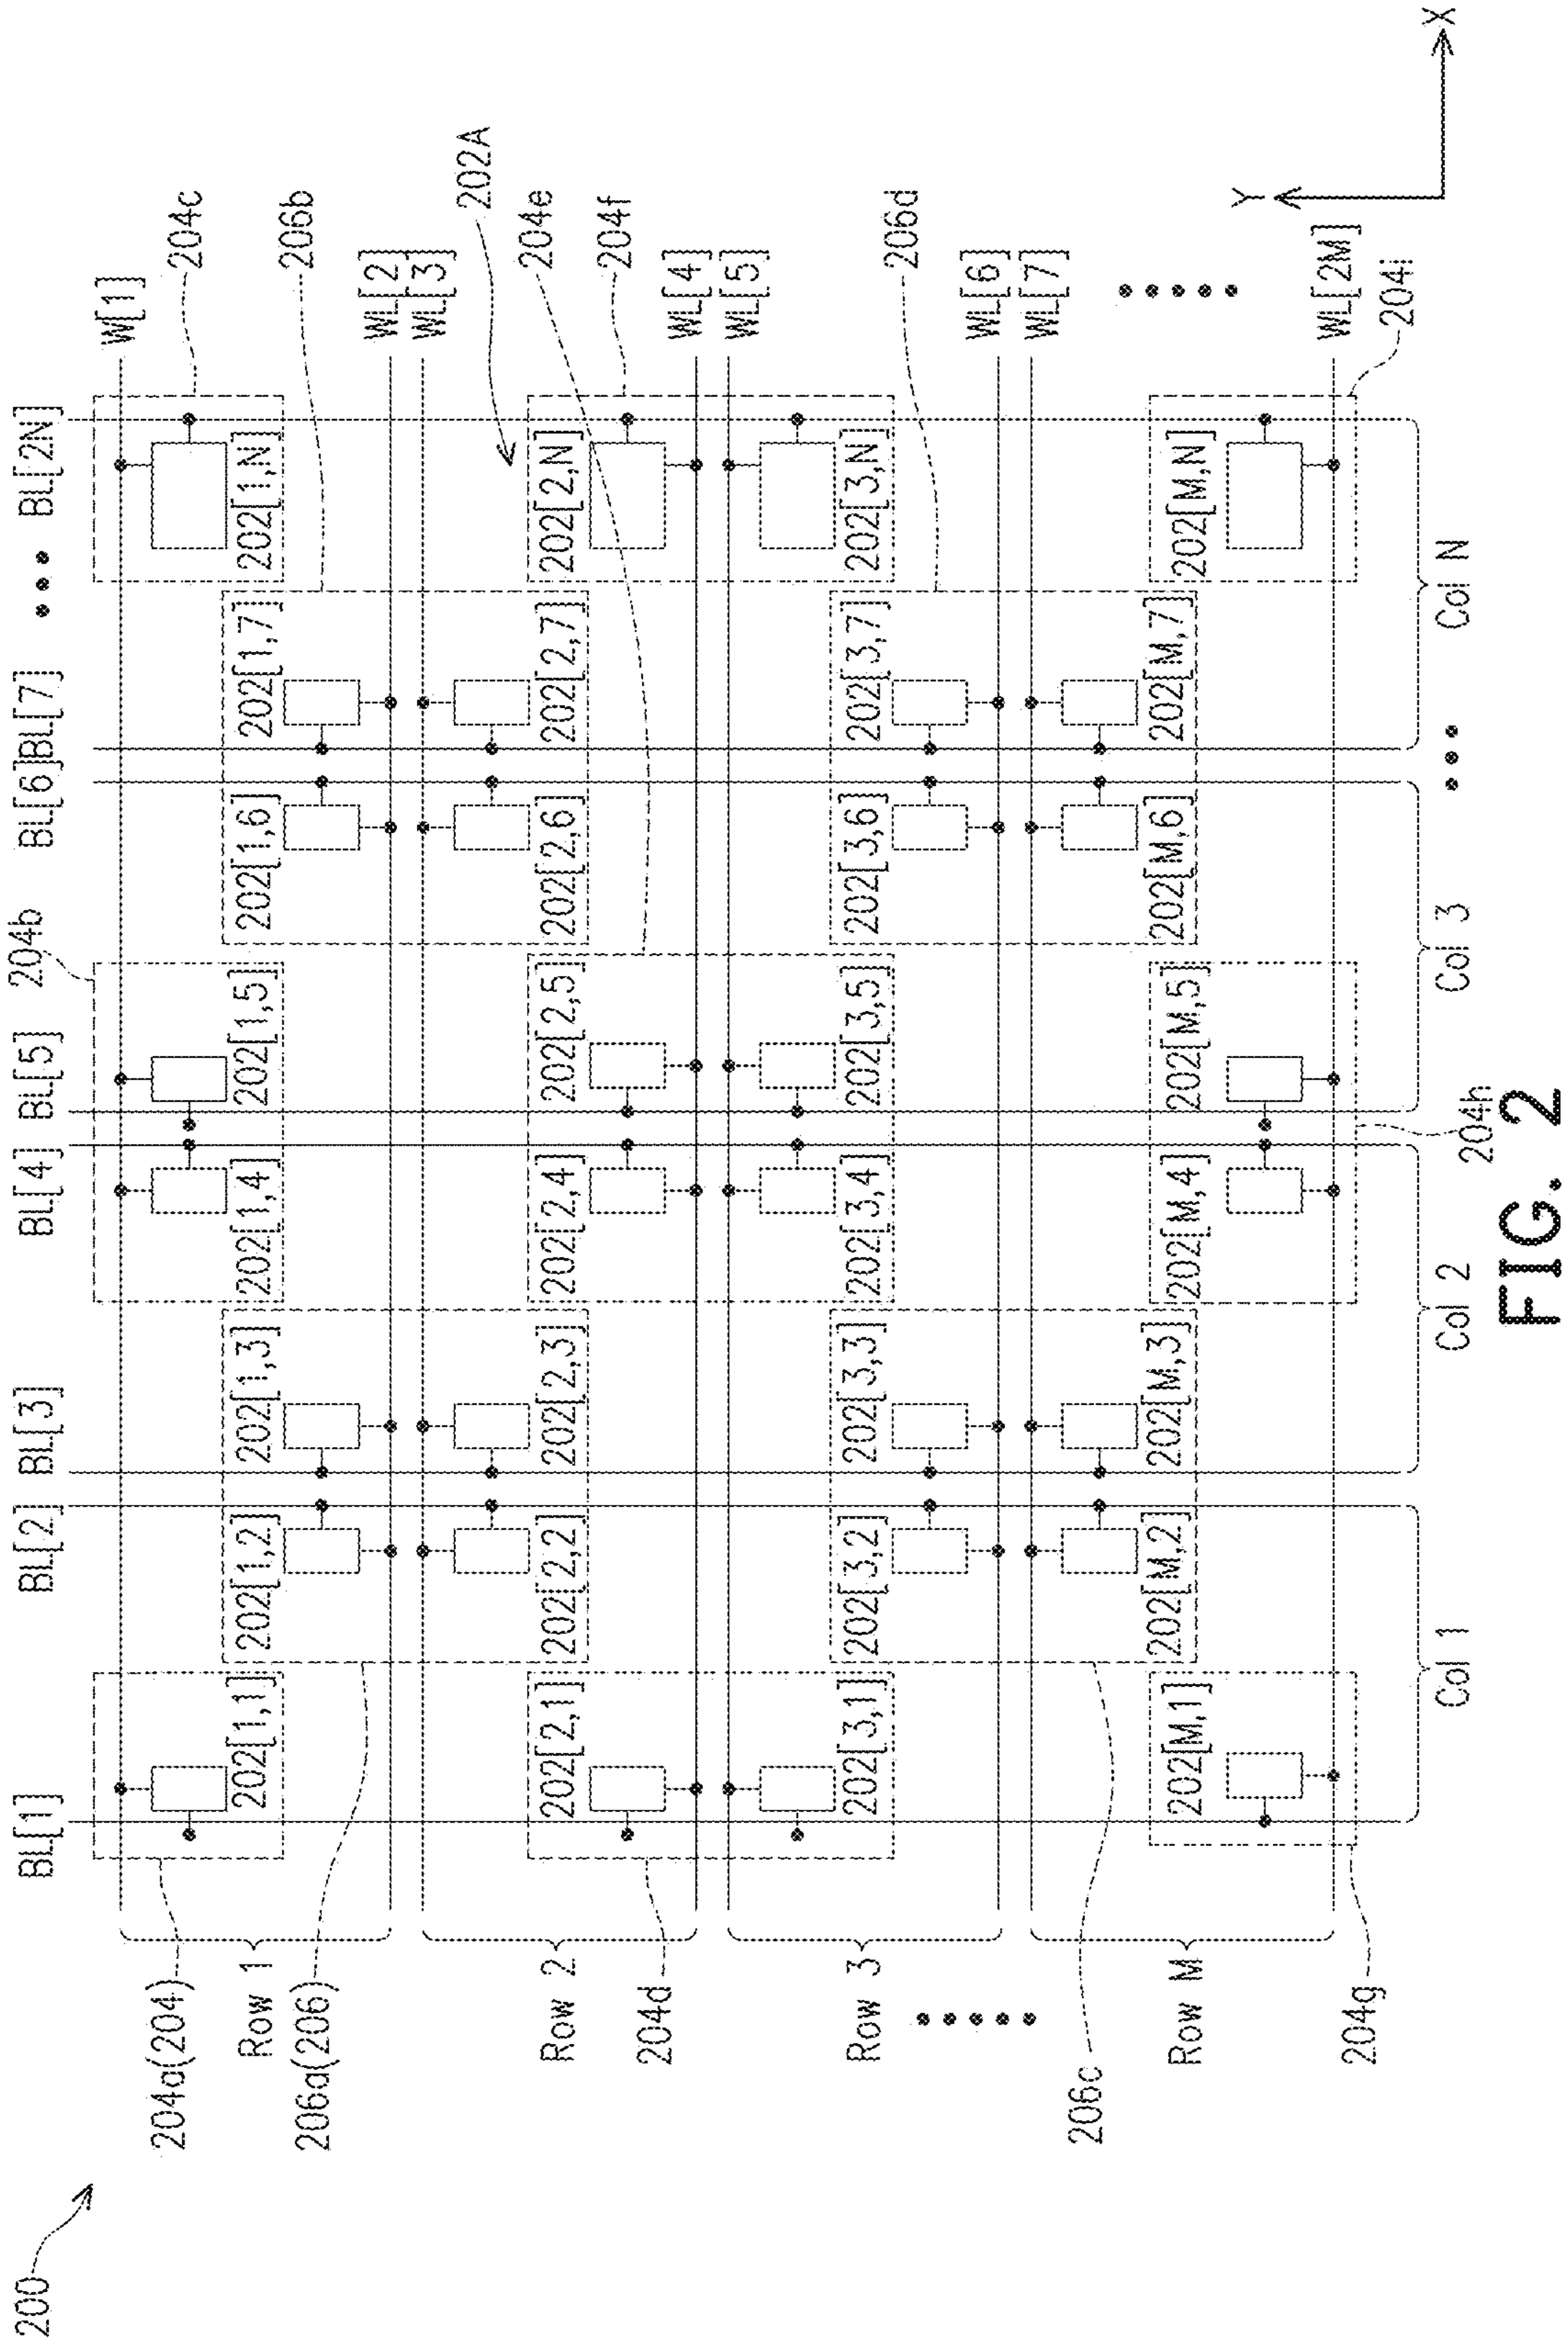 200
204b
BL[1] BL[2] BL[3] BL[4] BL[5] BL[6] BL[7] BL[2N]
W[1]
204a(204) 204c
202[1,1] 202[1,2] 202[1,3] 202[1,4] 202[1,5] 202[1,6] 202[1,7] 202[1,N]
Row 1
206a(206) 206b
WL[2]
WL[3]
202A
202[2,1] 202[2,2] 202[2,3] 202[2,4] 202[2,5] 202[2,6] 202[2,7] 202[2,N]
Row 2
204e
204d 204f
WL[4]
WL[5]
202[3,1] 202[3,2] 202[3,3] 202[3,4] 202[3,5] 202[3,6] 202[3,7] 202[3,N]
Row 3
206d
WL[6]
WL[7]
206c
202[M,1] 202[M,2] 202[M,3] 202[M,4] 202[M,5] 202[M,6] 202[M,7] 202[M,N]
Row M
Y
WL[2M]
204g 204i
X
Col 1 Col 2 Col 3 Col N
204h
FIG. 2